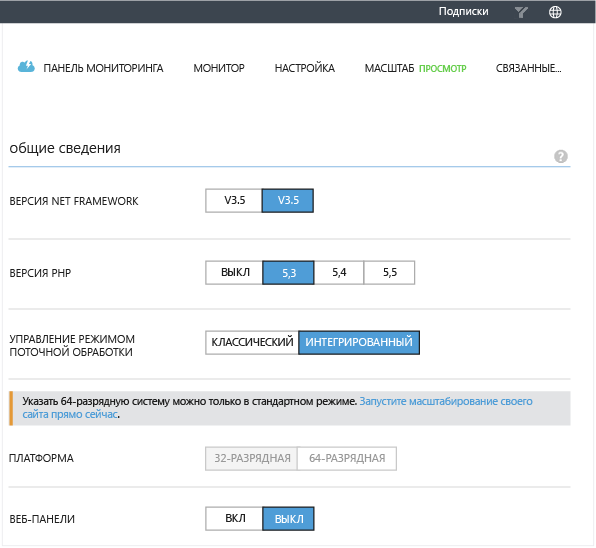 Подписки
ПАНЕЛЬ МОНИТОРИНГА МОНИТОР НАСТРОЙКА МАСШТАБ ПРОСМОТР СВЯЗАННЫЕ...
общие сведения ?
ВЕРСИЯ NET FRAMEWORK V3.5 V3.5
ВЕРСИЯ PHP ВЫКЛ 5,3 5,4 5,5
УПРАВЛЕНИЕ РЕЖИМОМ
ПОТОЧНОЙ ОБРАБОТКИ КЛАССИЧЕСКИЙ ИНТЕГРИРОВАННЫЙ
Указать 64-разрядную систему можно только в стандартном режиме. Запустите масштабирование своего
сайта прямо сейчас.
ПЛАТФОРМА 32-РАЗРЯДНАЯ 64-РАЗРЯДНАЯ
ВЕБ-ПАНЕЛИ ВКЛ ВЫКЛ